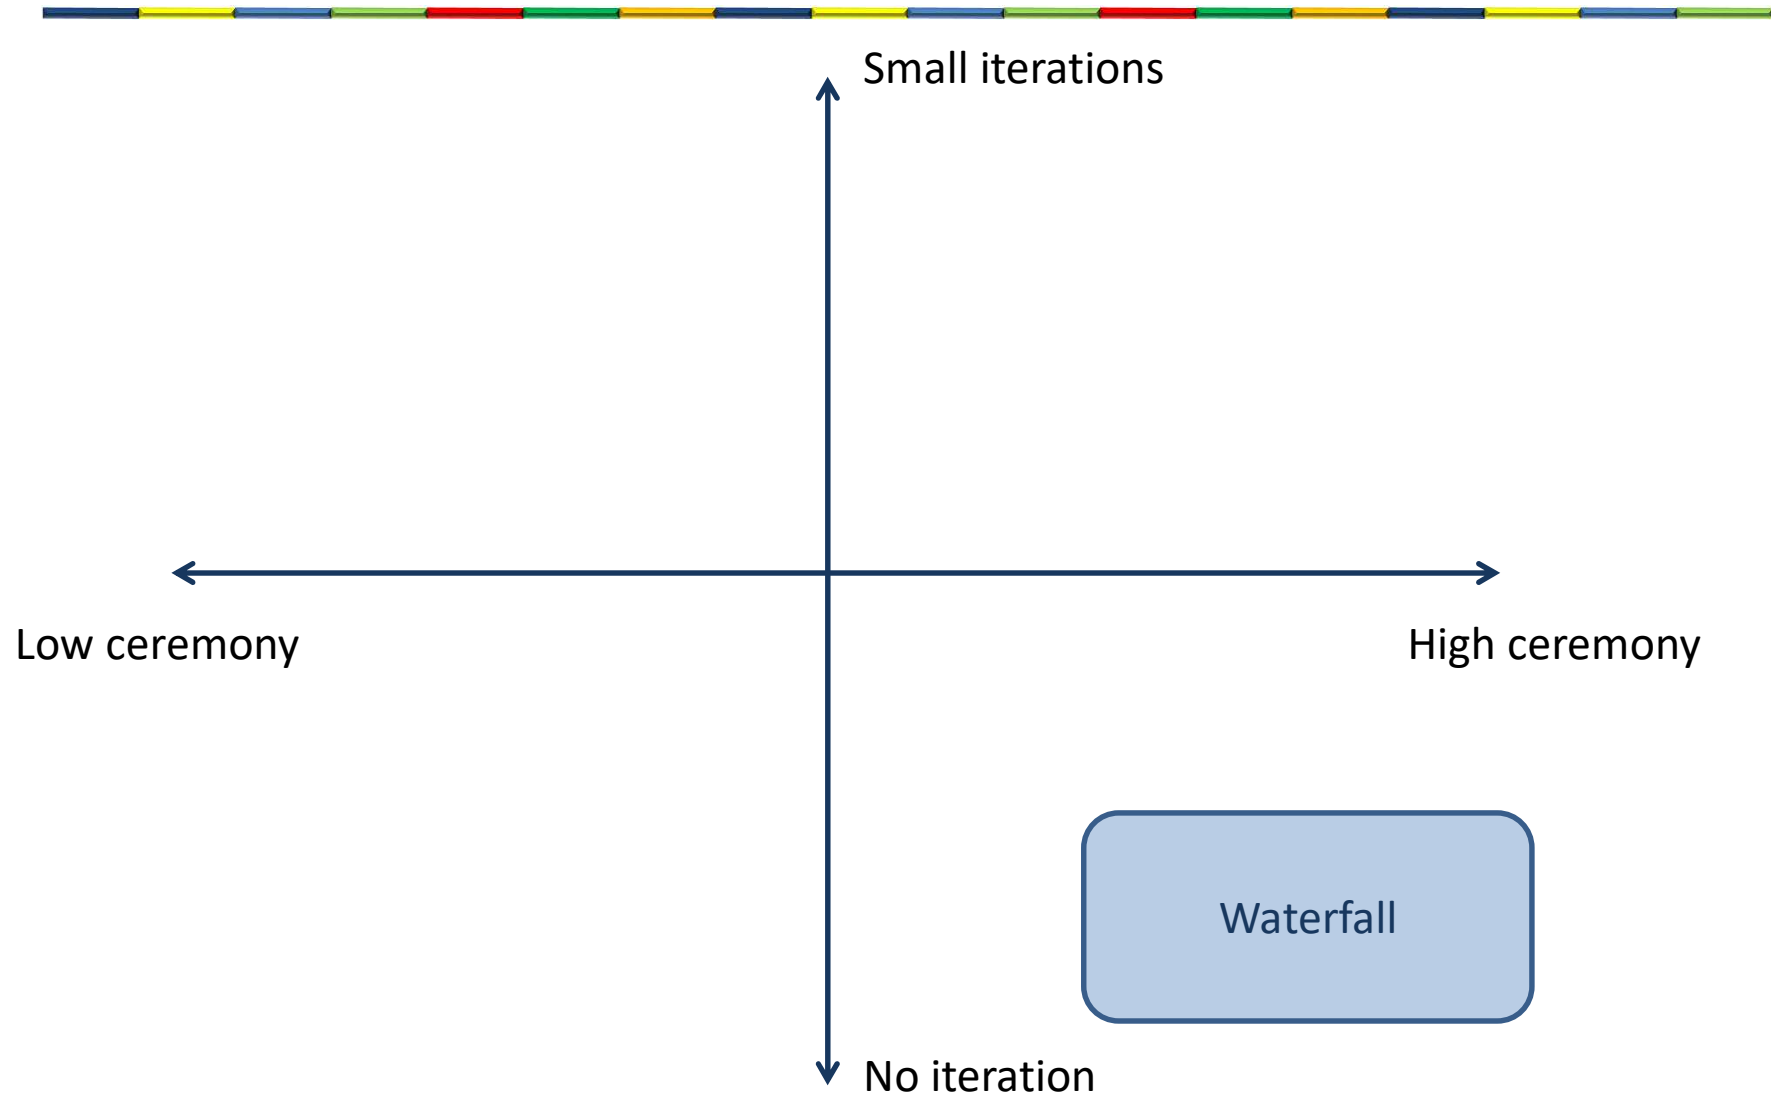 Small iterations
Low ceremony
High ceremony
Waterfall
No iteration